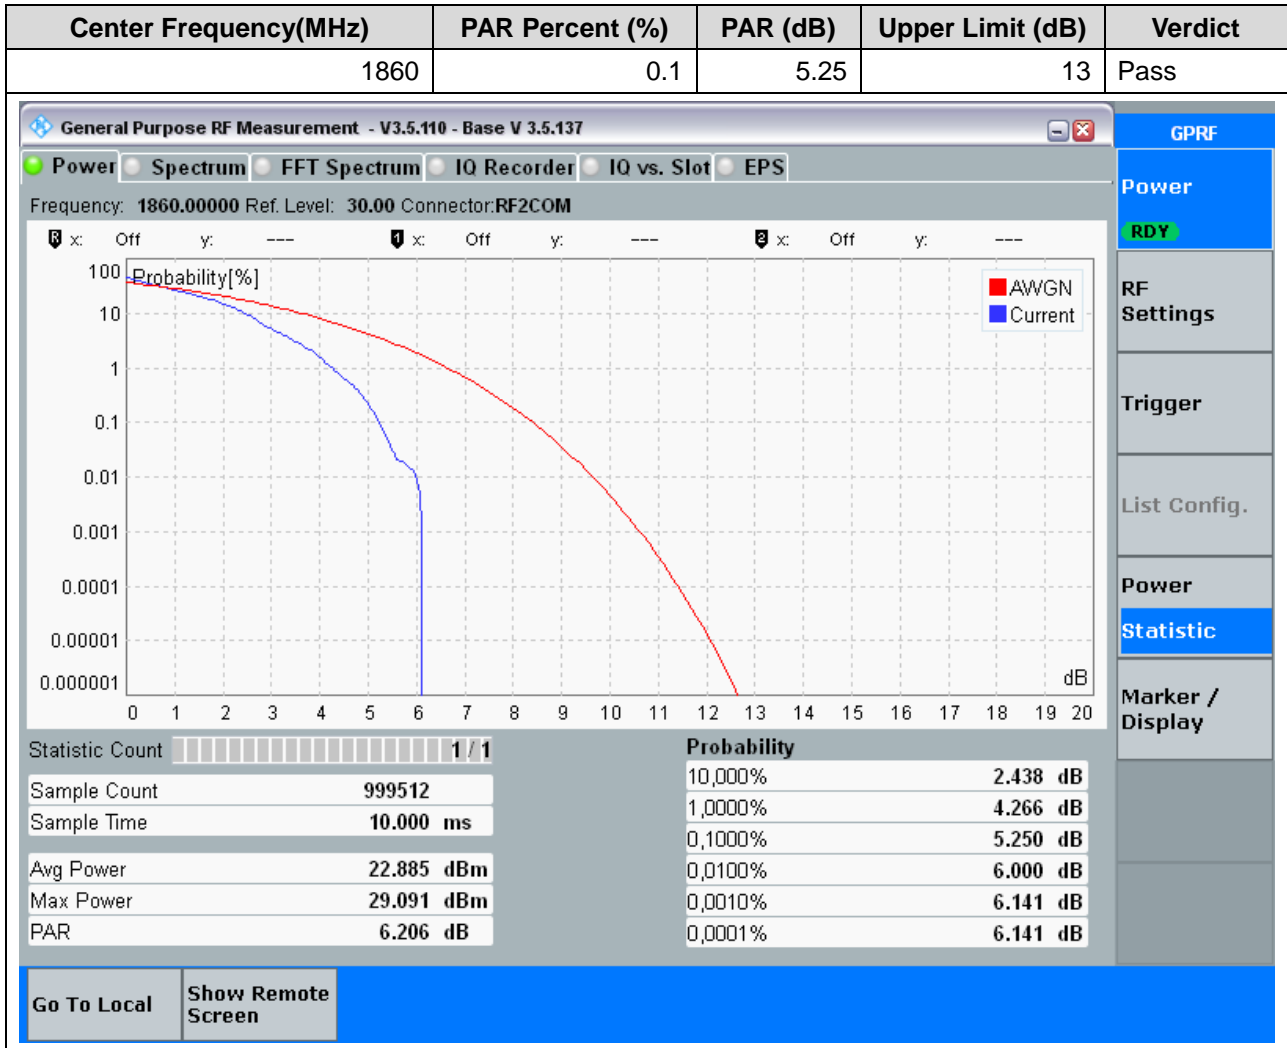 Center Frequency(MHz) PAR Percent (%) PAR (dB) Upper Limit (dB) Verdict
1860 0.1 5.25 13 Pass
General Purpose RF Measurement - V3.5.110 - Base V 3.5.137
GPRF
Power Spectrum FFT Spectrum IQ Recorder IQ vs. Slot EPS
Frequency: 1860.00000 Ref. Level: 30.00 Connector:RF2COM
R x: Off y: --- 1 x: Off y: --- 2 x: Off y: ---
Probability[%]
AWGN
Current
100
10
1
0.1
0.01
0.001
0.0001
0.00001
0.000001
dB
0 1 2 3 4 5 6 7 8 9 10 11 12 13 14 15 16 17 18 19 20
Statistic Count 1 / 1
Sample Count 999512
Sample Time 10.000 ms
Avg Power 22.885 dBm
Max Power 29.091 dBm
PAR 6.206 dB
Probability
10,000% 2.438 dB
1,0000% 4.266 dB
0,1000% 5.250 dB
0,0100% 6.000 dB
0,0010% 6.141 dB
0,0001% 6.141 dB
Power
RDY
RF
Settings
Trigger
List Config.
Power
Statistic
Marker /
Display
Go To Local
Show Remote
Screen